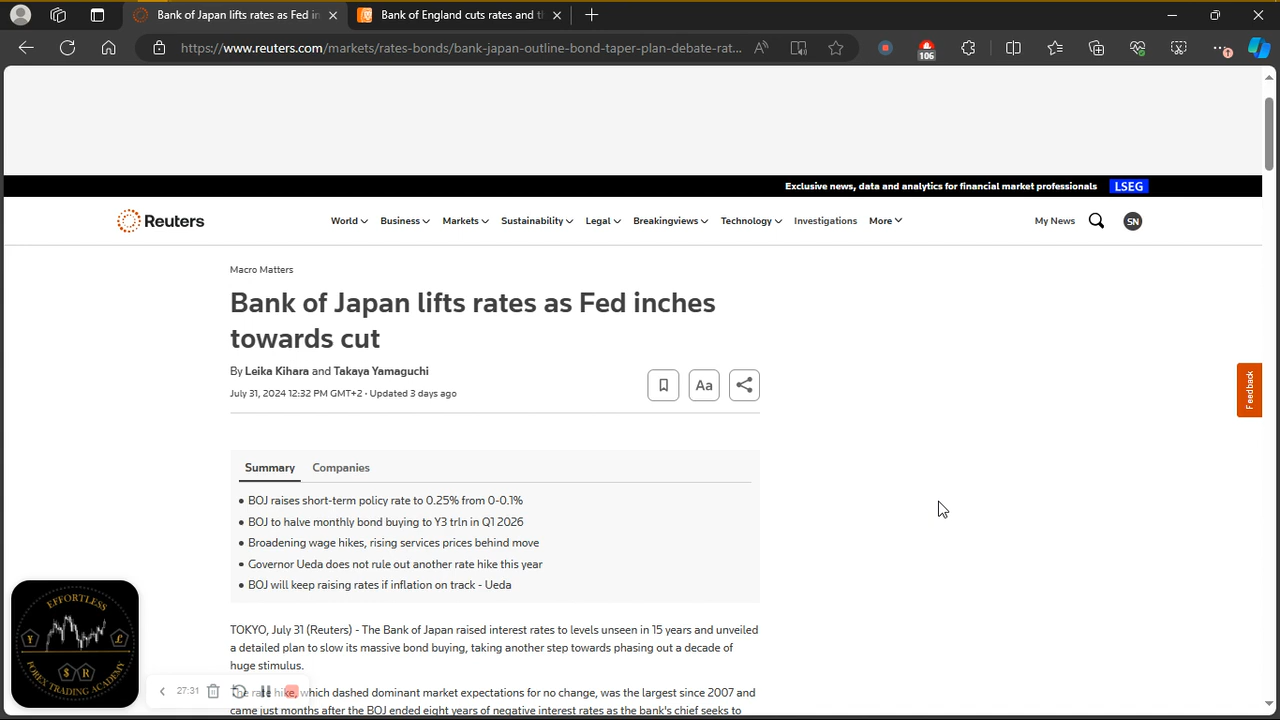 Bank of Japan lifts rates as Fed in
Bank of England cuts rates and t
https://www.reuters.com/markets/rates-bonds/bank-japan-outline-bond-taper-plan-debate-rat...
106
Exclusive news, data and analytics for financial market professionals LSEG
Reuters
World Business Markets Sustainability Legal Breakingviews Technology Investigations More
My News
SN
Macro Matters
Bank of Japan lifts rates as Fed inches
towards cut
By Leika Kihara and Takaya Yamaguchi
July 31, 2024 12:32 PM GMT+2 · Updated 3 days ago
Aa
Feedback
Summary Companies
• BOJ raises short-term policy rate to 0.25% from 0-0.1%
• BOJ to halve monthly bond buying to Y3 trln in Q1 2026
• Broadening wage hikes, rising services prices behind move
• Governor Ueda does not rule out another rate hike this year
• BOJ will keep raising rates if inflation on track - Ueda
TOKYO, July 31 (Reuters) - The Bank of Japan raised interest rates to levels unseen in 15 years and unveiled
a detailed plan to slow its massive bond buying, taking another step towards phasing out a decade of
huge stimulus.
The rate hike, which dashed dominant market expectations for no change, was the largest since 2007 and
came just months after the BOJ ended eight years of negative interest rates as the bank's chief seeks to
EFFORTLESS
¥ £
$ R
FOREX TRADING ACADEMY
27:31